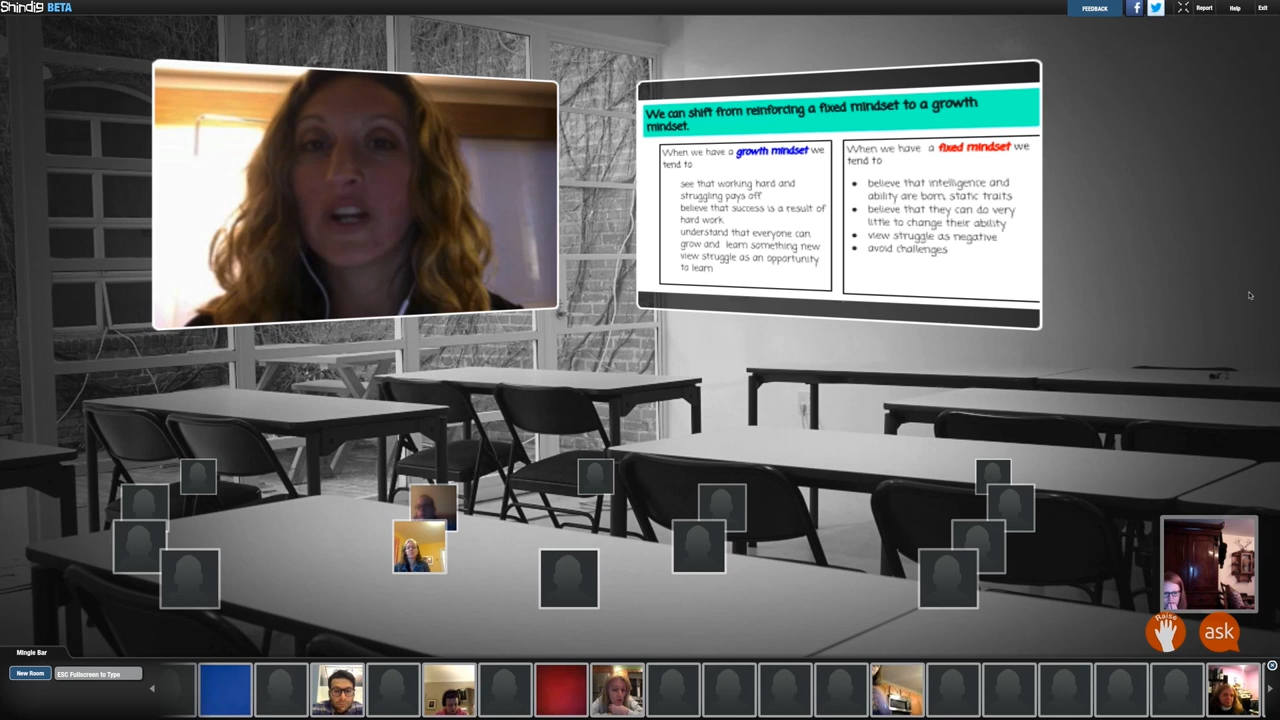 Shindig BETA
FEEDBACK
Report
Help
Exit
We can shift from reinforcing a fixed mindset to a growth
mindset.
When we have a growth mindset we
tend to
see that working hard and
struggling pays off
believe that success is a result of
hard work
understand that everyone can
grow and learn something new
view struggle as an opportunity
to learn
When we have a fixed mindset we
tend to
believe that intelligence and
ability are born, static traits
believe that they can do very
little to change their ability
view struggle as negative
avoid challenges
Raise
ask
Mingle Bar
New Room
ESC Fullscreen to Type